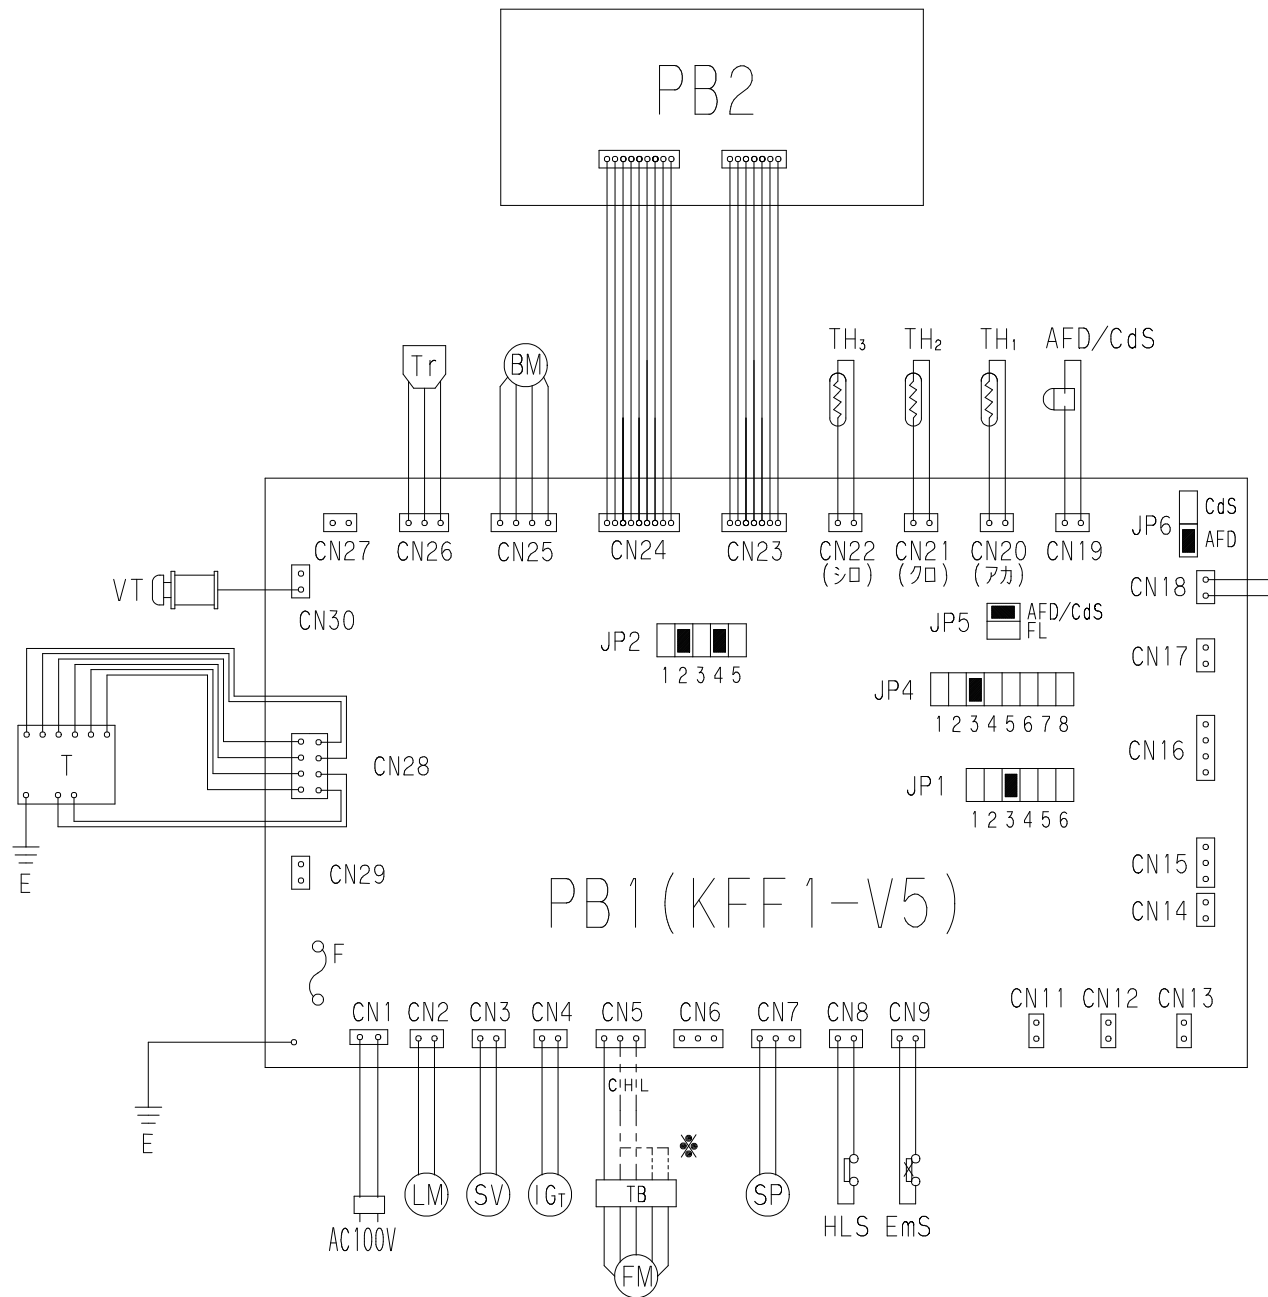 PB2
TH₃ TH₂ TH₁ AFD/CdS
Tr BM
CdS
JP6
AFD
CN27 CN26 CN25 CN24 CN23 CN22 CN21 CN20 CN19
(シロ) (クロ) (アカ)
CN18
VT
CN30
AFD/CdS
JP5
FL
JP2
1 2 3 4 5
CN17
JP4
1 2 3 4 5 6 7 8
CN16
T
CN28
JP1
1 2 3 4 5 6
CN15
E
CN29
PB1(KFF1-V5)
CN14
F
CN1 CN2 CN3 CN4 CN5 CN6 CN7 CN8 CN9 CN11 CN12 CN13
C H L
E
※
LM SV IGT TB SP
HLS EmS
AC100V
FM